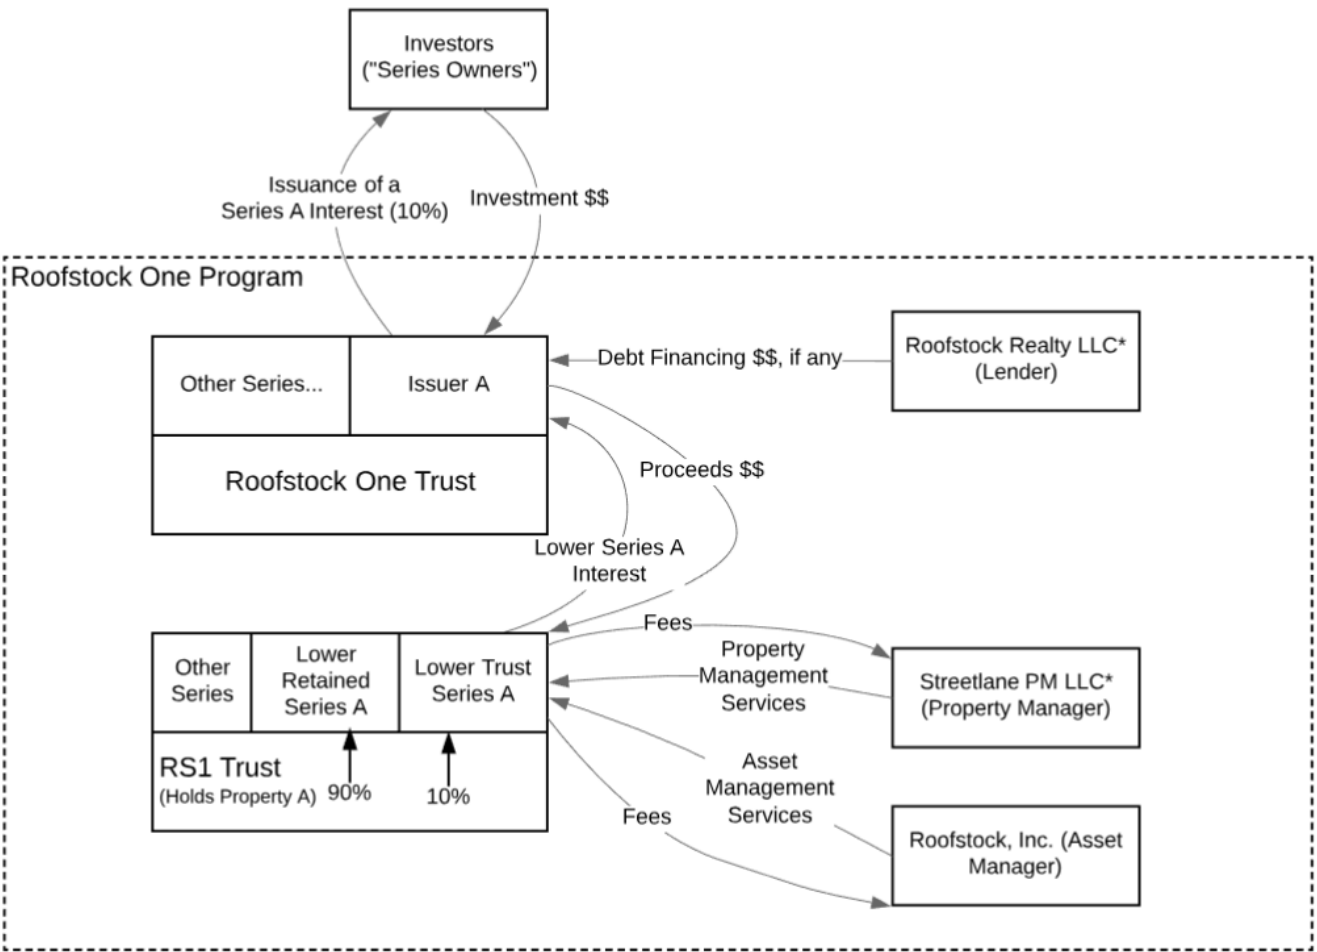 Investors
("Series Owners")
Issuance of a
Series A Interest (10%)
Investment $$
Roofstock One Program
Other Series...
Issuer A
Debt Financing $$, if any
Roofstock Realty LLC*
(Lender)
Roofstock One Trust
Proceeds $$
Lower Series A
Interest
Fees
Other
Series
Lower
Retained
Series A
Lower Trust
Series A
Property
Management
Services
Streetlane PM LLC*
(Property Manager)
RS1 Trust
(Holds Property A)
90%
10%
Asset
Management
Services
Fees
Roofstock, Inc. (Asset
Manager)